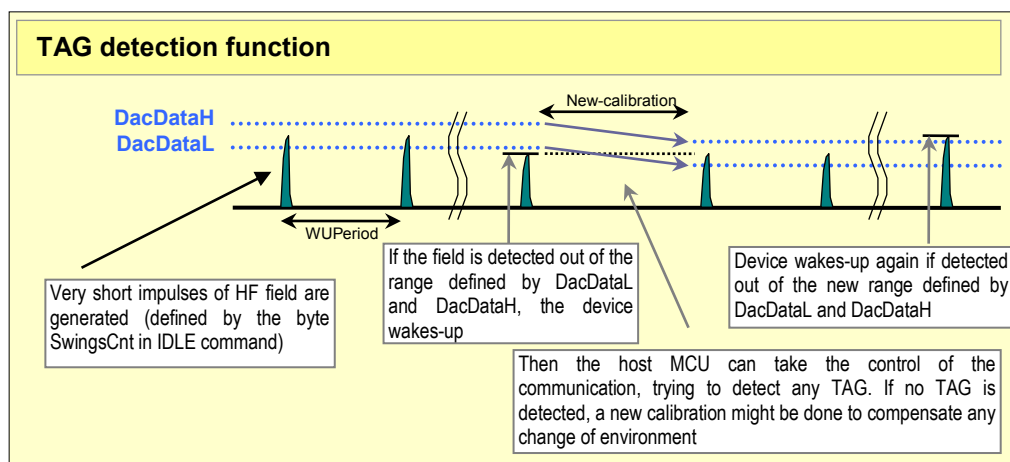 TAG detection function
New-calibration
DacDataH
DacDataL
WUPeriod
Very short impulses of HF field are
generated (defined by the byte
SwingsCnt in IDLE command)
If the field is detected out of the
range defined by DacDataL
and DacDataH, the device
wakes-up
Device wakes-up again if detected
out of the new range defined by
DacDataL and DacDataH
Then the host MCU can take the control of the
communication, trying to detect any TAG. If no TAG is
detected, a new calibration might be done to compensate any
change of environment